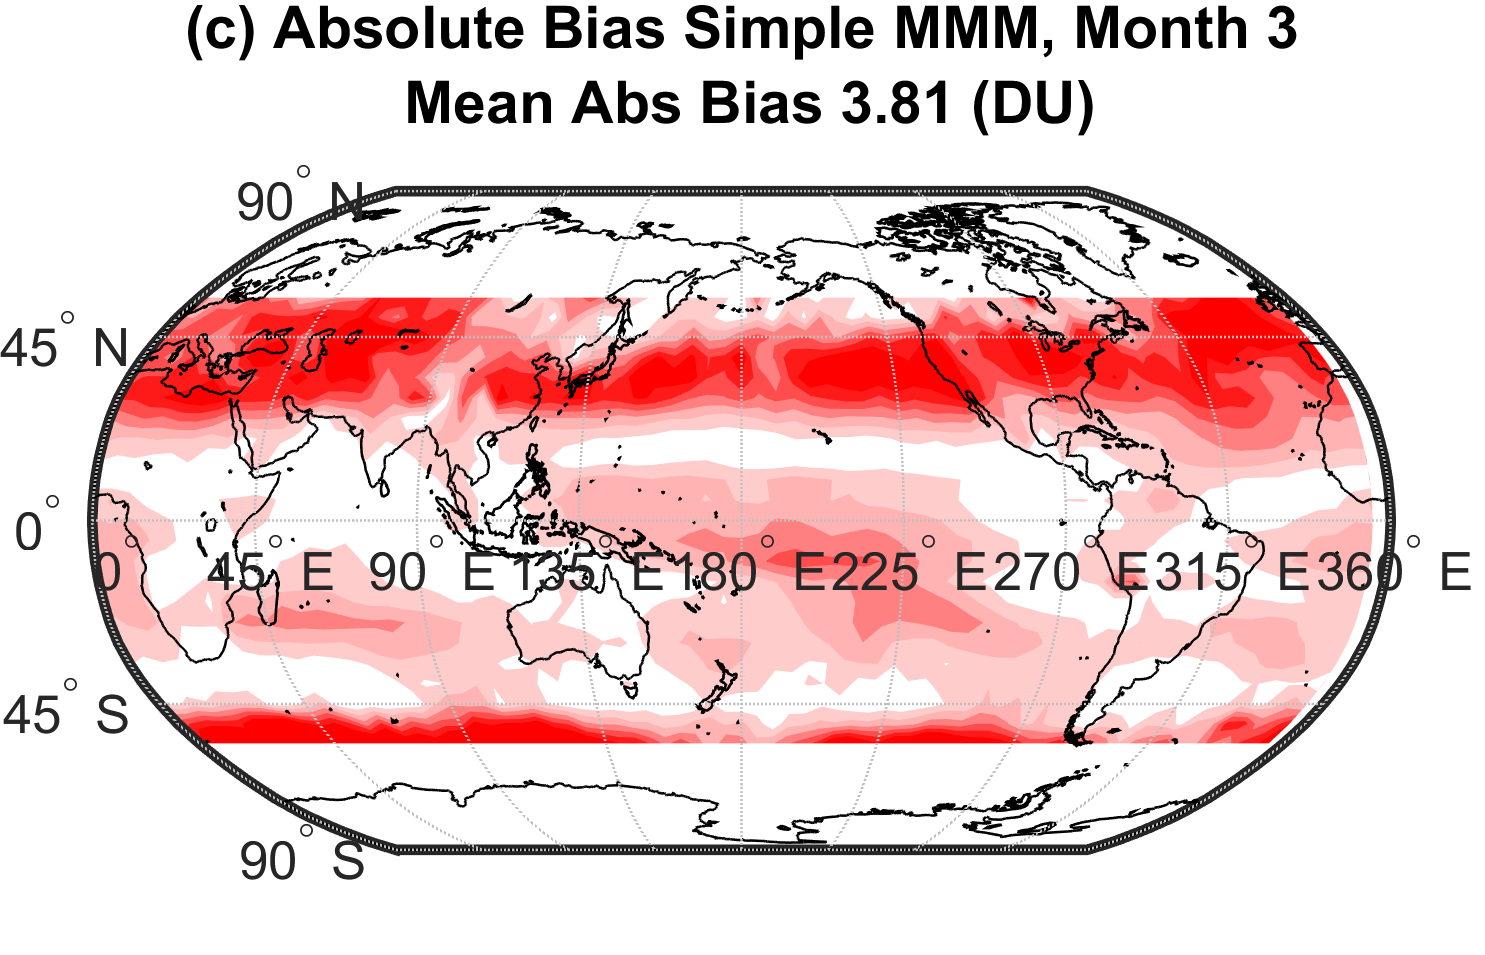 (c) Absolute Bias Simple MMM, Month 3
Mean Abs Bias 3.81 (DU)
90° N
45° N
0°
0° 45° E 90° E 135° E 180° E 225° E 270° E 315° E 360° E
45° S
90° S